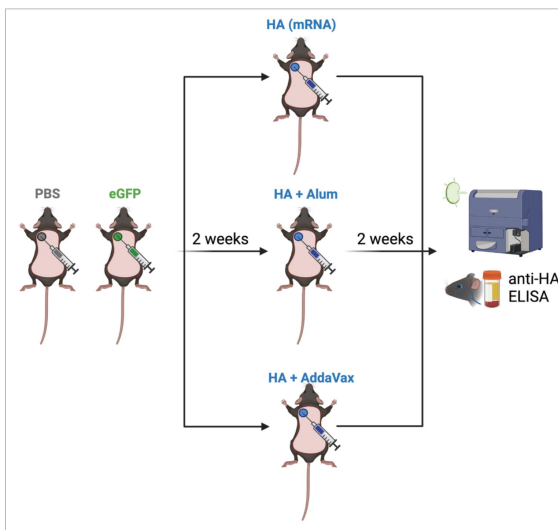 HA (mRNA)
PBS
eGFP
2 weeks
HA + Alum
2 weeks
anti-HA
ELISA
HA + AddaVax